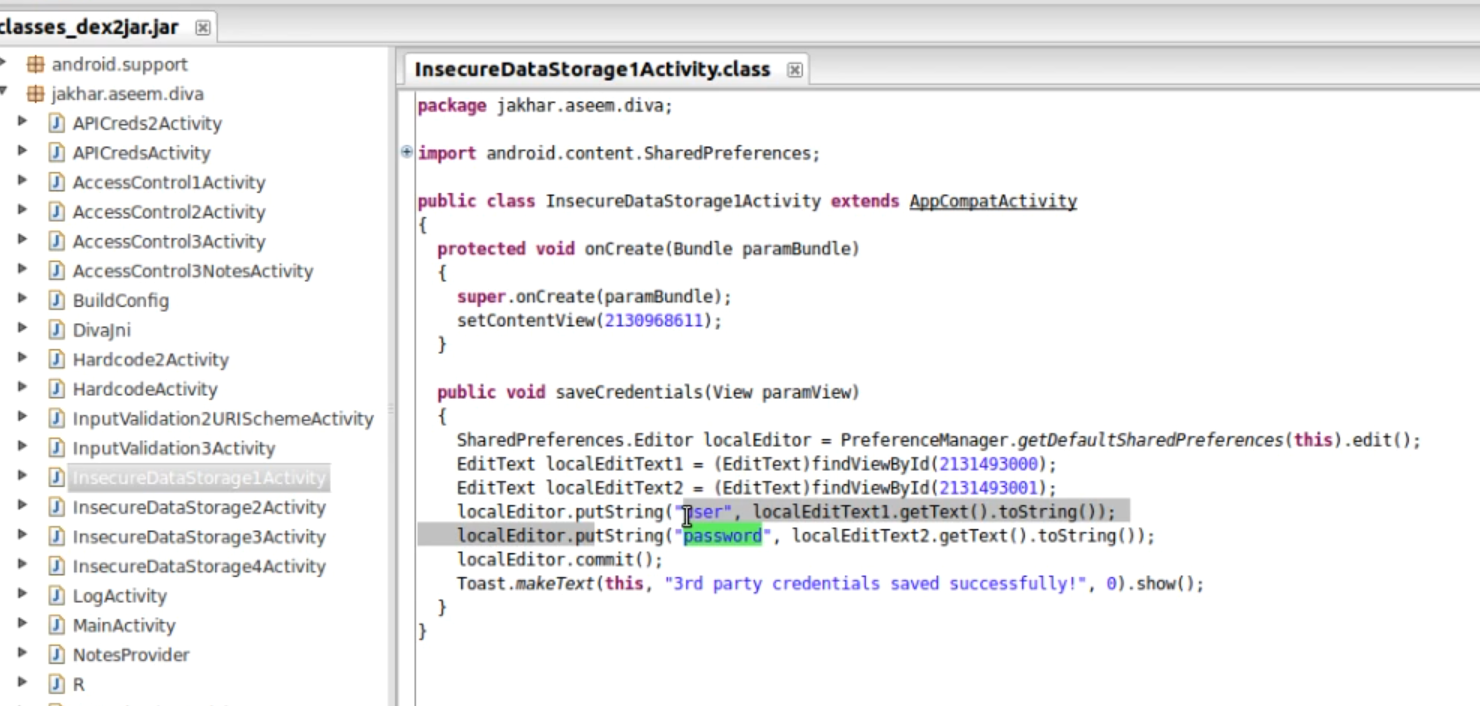 classes_dex2jar.jar
android.support
jakhar.aseem.diva
APICreds2Activity
APICredsActivity
AccessControl1Activity
AccessControl2Activity
AccessControl3Activity
AccessControl3NotesActivity
BuildConfig
DivaJni
Hardcode2Activity
HardcodeActivity
InputValidation2URISchemeActivity
InputValidation3Activity
InsecureDataStorage1Activity
InsecureDataStorage2Activity
InsecureDataStorage3Activity
InsecureDataStorage4Activity
LogActivity
MainActivity
NotesProvider
R
InsecureDataStorage1Activity.class
package jakhar.aseem.diva;
import android.content.SharedPreferences;
public class InsecureDataStorage1Activity extends AppCompatActivity
{
protected void onCreate(Bundle paramBundle)
{
super.onCreate(paramBundle);
setContentView(2130968611);
}
public void saveCredentials(View paramView)
{
SharedPreferences.Editor localEditor = PreferenceManager.getDefaultSharedPreferences(this).edit();
EditText localEditText1 = (EditText)findViewById(2131493000);
EditText localEditText2 = (EditText)findViewById(2131493001);
localEditor.putString("user", localEditText1.getText().toString());
localEditor.putString("password", localEditText2.getText().toString());
localEditor.commit();
Toast.makeText(this, "3rd party credentials saved successfully!", 0).show();
}
}